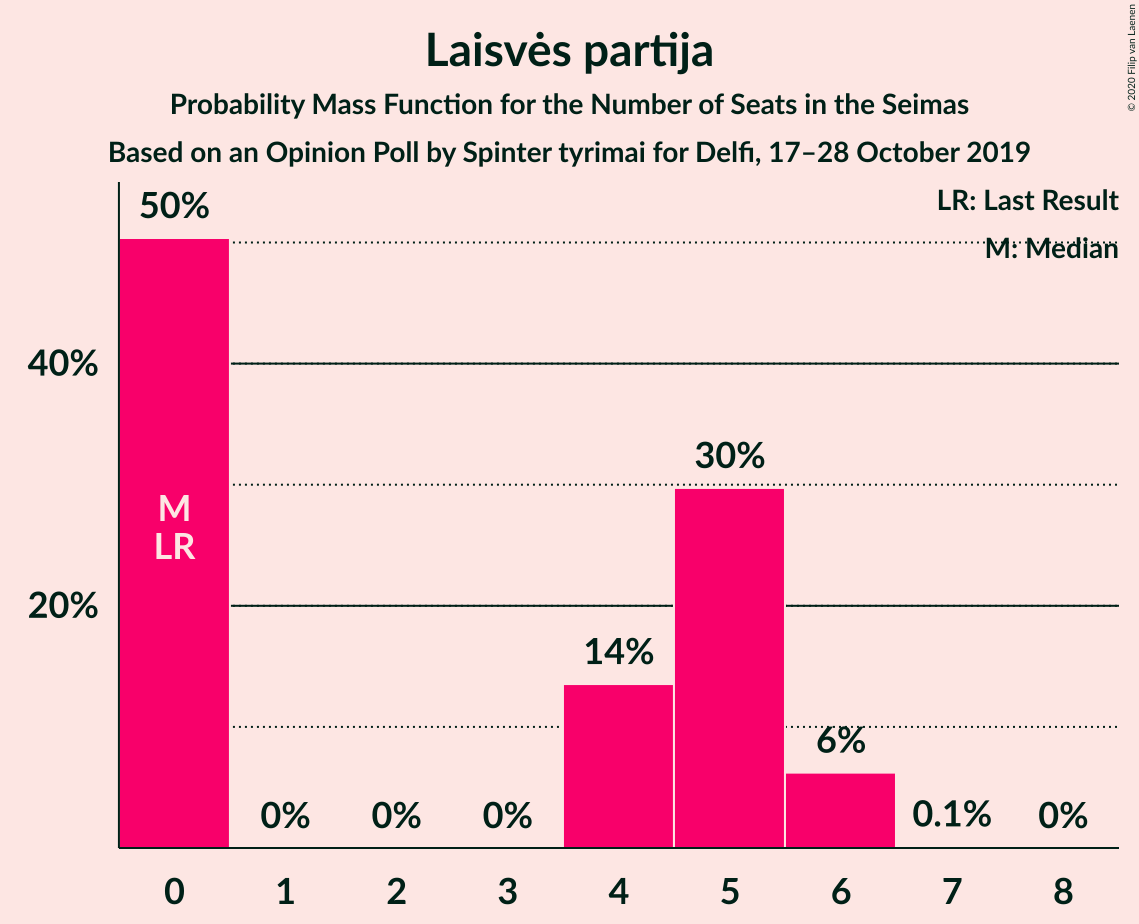 Laisvės partija
Probability Mass Function for the Number of Seats in the Seimas
Based on an Opinion Poll by Spinter tyrimai for Delfi, 17–28 October 2019
© 2020 Filip van Laenen
LR: Last Result
M: Median
50%
40%
30%
20%
14%
6%
0%
0%
0%
0.1%
0%
M
LR
0
1
2
3
4
5
6
7
8